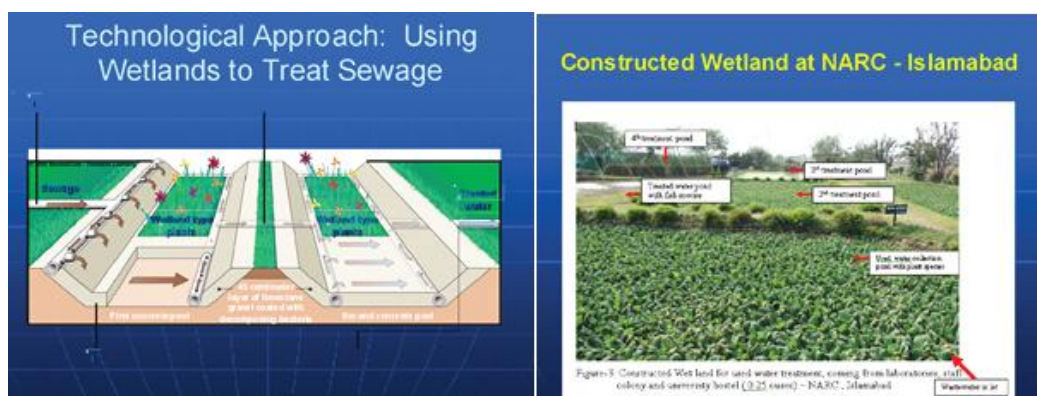 Technological Approach: Using
Wetlands to Treat Sewage
Sewage
Wetland type
plants
Wetland type
plants
Treated
water
45 centimeter
layer of limestone
gravel coated with
decomposing bacteria
First concrete pool
Second concrete pool
Constructed Wetland at NARC - Islamabad
4th treatment pond
3rd treatment pond
Treated water pond
with fish species
2nd treatment pond
Used water collection
pond with plant species
Wastewater in let
Figure: 3 Constructed Wet land for used water treatment, coming from laboratories, staff
colony and university hostel ( 0.25 cusec) – NARC , Islamabad